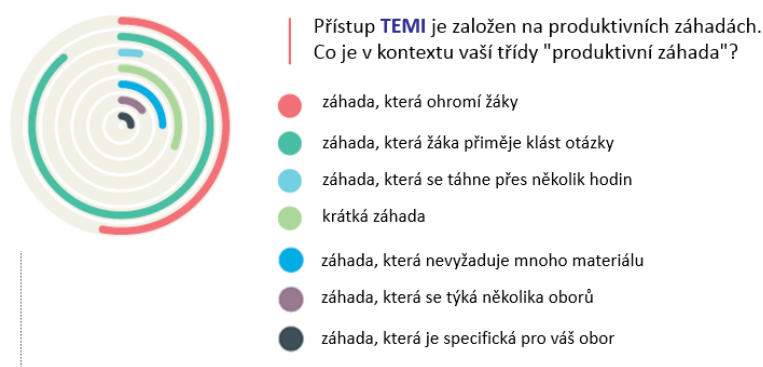 Přístup TEMI je založen na produktivních záhadách.
Co je v kontextu vaší třídy "produktivní záhada"?
záhada, která ohromí žáky
záhada, která žáka přiměje klást otázky
záhada, která se táhne přes několik hodin
krátká záhada
záhada, která nevyžaduje mnoho materiálu
záhada, která se týká několika oborů
záhada, která je specifická pro váš obor